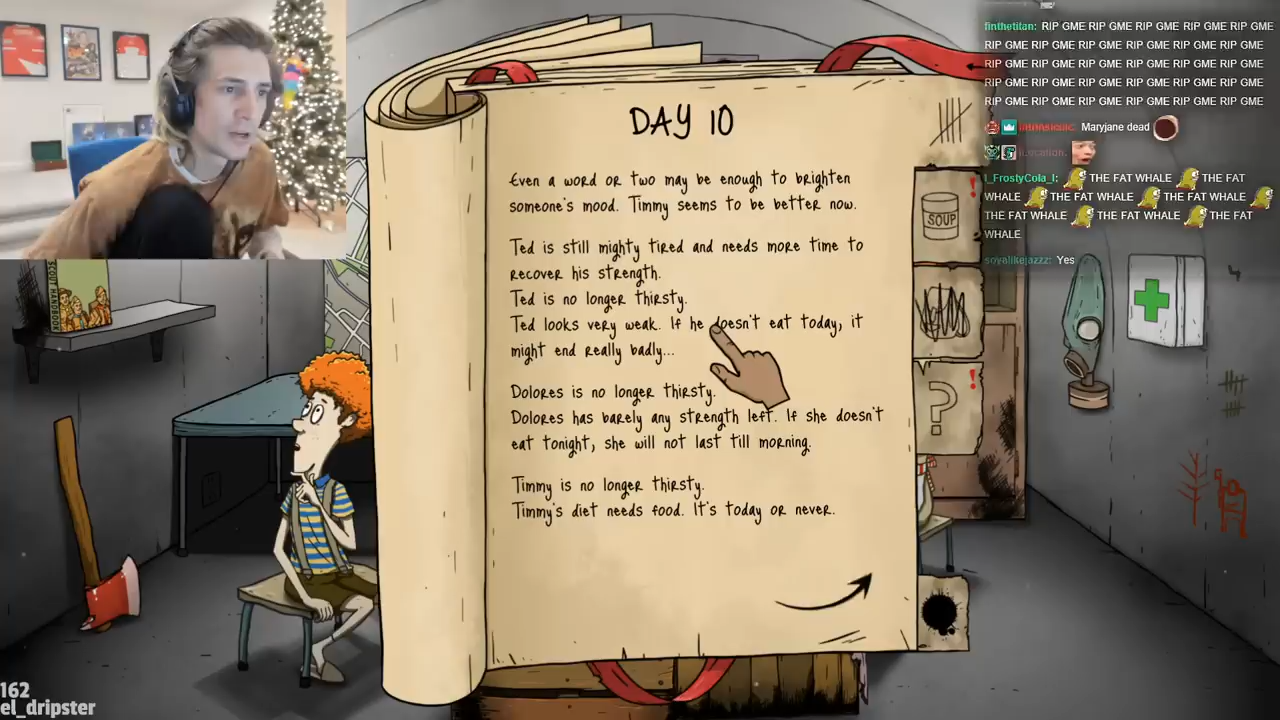 DAY 10
Even a word or two may be enough to brighten
someone's mood. Timmy seems to be better now.
Ted is still mighty tired and needs more time to
recover his strength.
Ted is no longer thirsty.
Ted looks very weak. If he doesn't eat today, it
might end really badly...
Dolores is no longer thirsty.
Dolores has barely any strength left. If she doesn't
eat tonight, she will not last till morning.
Timmy is no longer thirsty.
Timmy's diet needs food. It's today or never.
SOUP
!
?
!
SCOUT HANDBOOK
finthetitan: RIP GME RIP GME RIP GME RIP GME RIP GME
RIP GME RIP GME RIP GME RIP GME RIP GME RIP GME
RIP GME RIP GME RIP GME RIP GME RIP GME RIP GME
RIP GME RIP GME RIP GME RIP GME RIP GME RIP GME
RIP GME RIP GME RIP GME RIP GME RIP GME RIP GME
Maryjane dead
I_FrostyCola_I: THE FAT WHALE THE FAT
WHALE THE FAT WHALE THE FAT WHALE
THE FAT WHALE THE FAT WHALE THE FAT
WHALE
soyalikejazzz: Yes
162
el_dripster